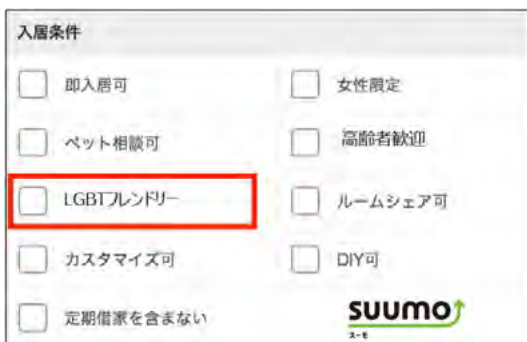 入居条件
即入居可
女性限定
ペット相談可
高齢者歓迎
LGBTフレンドリー
ルームシェア可
カスタマイズ可
DIY可
定期借家を含まない
suumo
スーモ